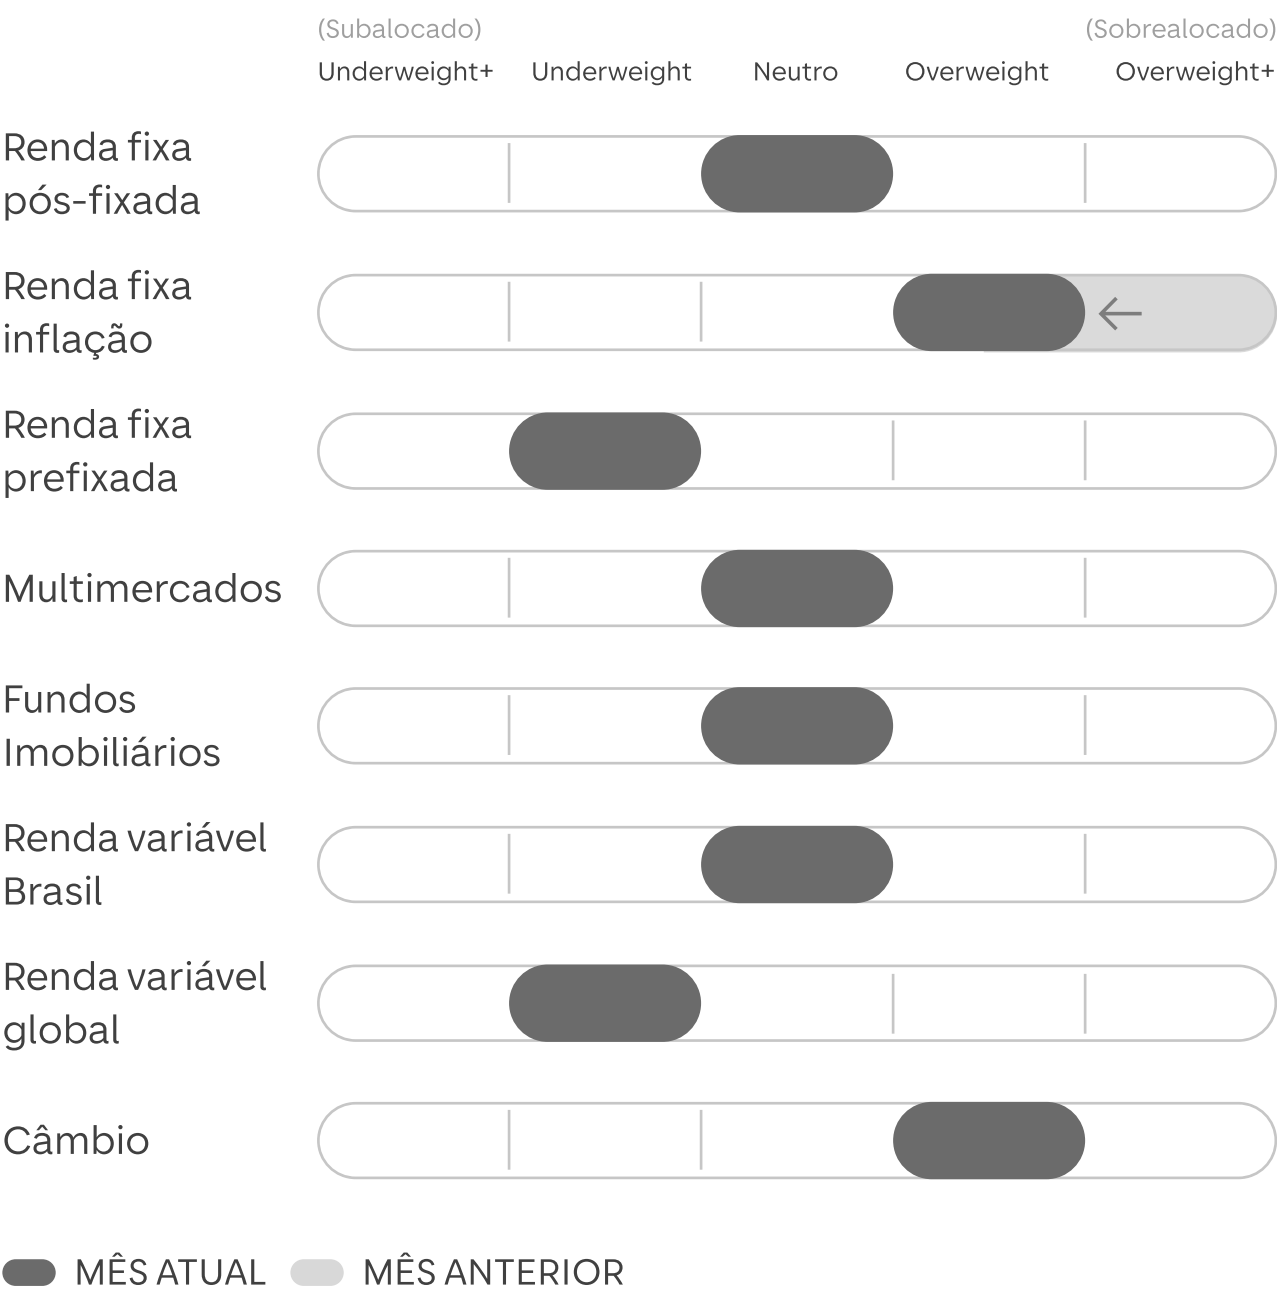 (Subalocado) (Sobrealocado)
Underweight+ Underweight Neutro Overweight Overweight+
Renda fixa
pós-fixada
Renda fixa
inflação
Renda fixa
prefixada
Multimercados
Fundos
Imobiliários
Renda variável
Brasil
Renda variável
global
Câmbio
MÊS ATUAL MÊS ANTERIOR